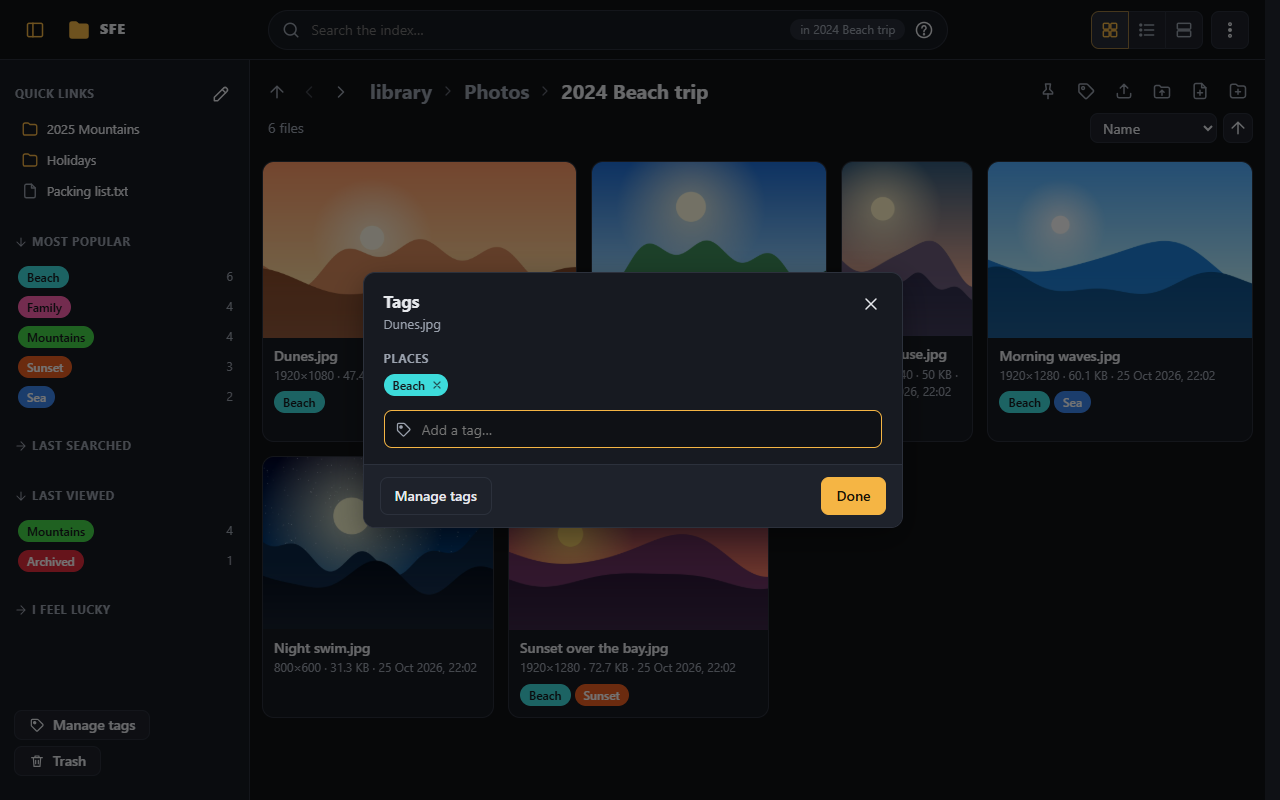 SFE
Search the index...
in 2024 Beach trip
QUICK LINKS
2025 Mountains
Holidays
Packing list.txt
MOST POPULAR
Beach 6
Family 4
Mountains 4
Sunset 3
Sea 2
LAST SEARCHED
LAST VIEWED
Mountains 4
Archived 1
I FEEL LUCKY
Manage tags
Trash
library > Photos > 2024 Beach trip
6 files
Name
Dunes.jpg
1920×1080 · 47.4
Beach
use.jpg
40 · 50 KB ·
26, 22:02
Morning waves.jpg
1920×1280 · 60.1 KB · 25 Oct 2026, 22:02
Beach Sea
Tags
Dunes.jpg
PLACES
Beach
Add a tag...
Manage tags
Done
Night swim.jpg
800×600 · 31.3 KB · 25 Oct 2026, 22:02
Sunset over the bay.jpg
1920×1280 · 72.7 KB · 25 Oct 2026, 22:02
Beach Sunset